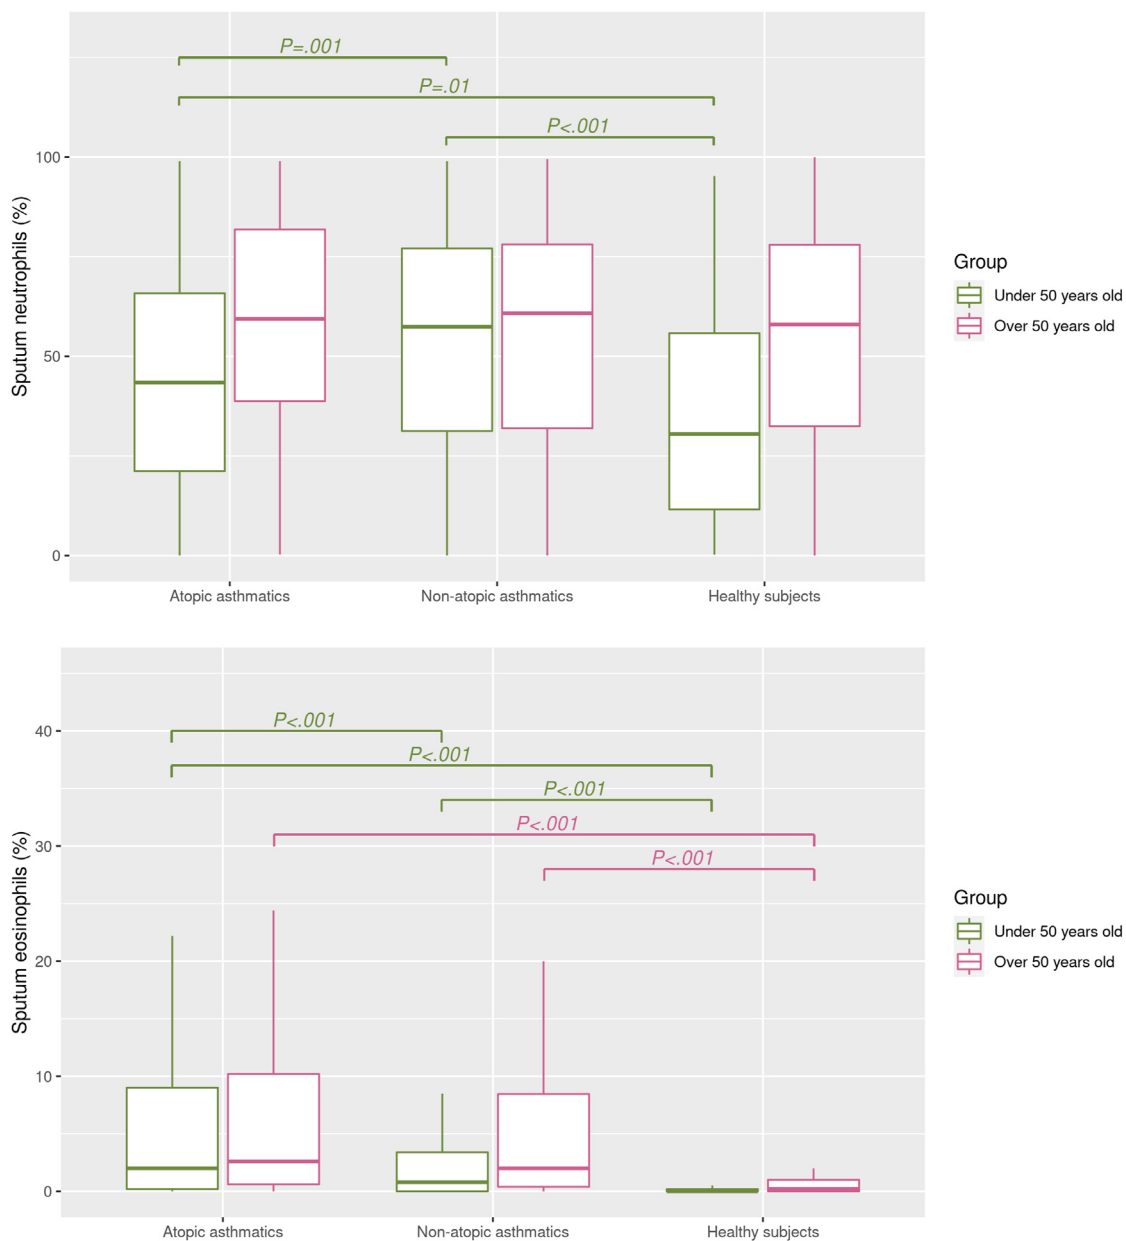 P=.001
P=.01
P<.001
100
50
0
Sputum neutrophils (%)
Atopic asthmatics
Non-atopic asthmatics
Healthy subjects
Group
Under 50 years old
Over 50 years old
P<.001
P<.001
P<.001
P<.001
P<.001
40
30
20
10
0
Sputum eosinophils (%)
Atopic asthmatics
Non-atopic asthmatics
Healthy subjects
Group
Under 50 years old
Over 50 years old